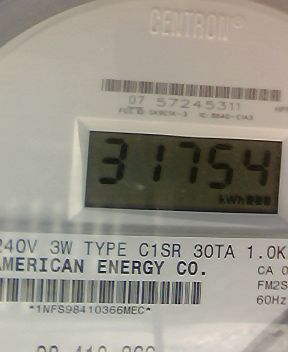 CENTRON®
07 57245311
31754
kWh
240V 3W TYPE C1SR 30TA 1.0K
AMERICAN ENERGY CO.
CA
FM2S
60Hz
*1NFS98410366MEC*